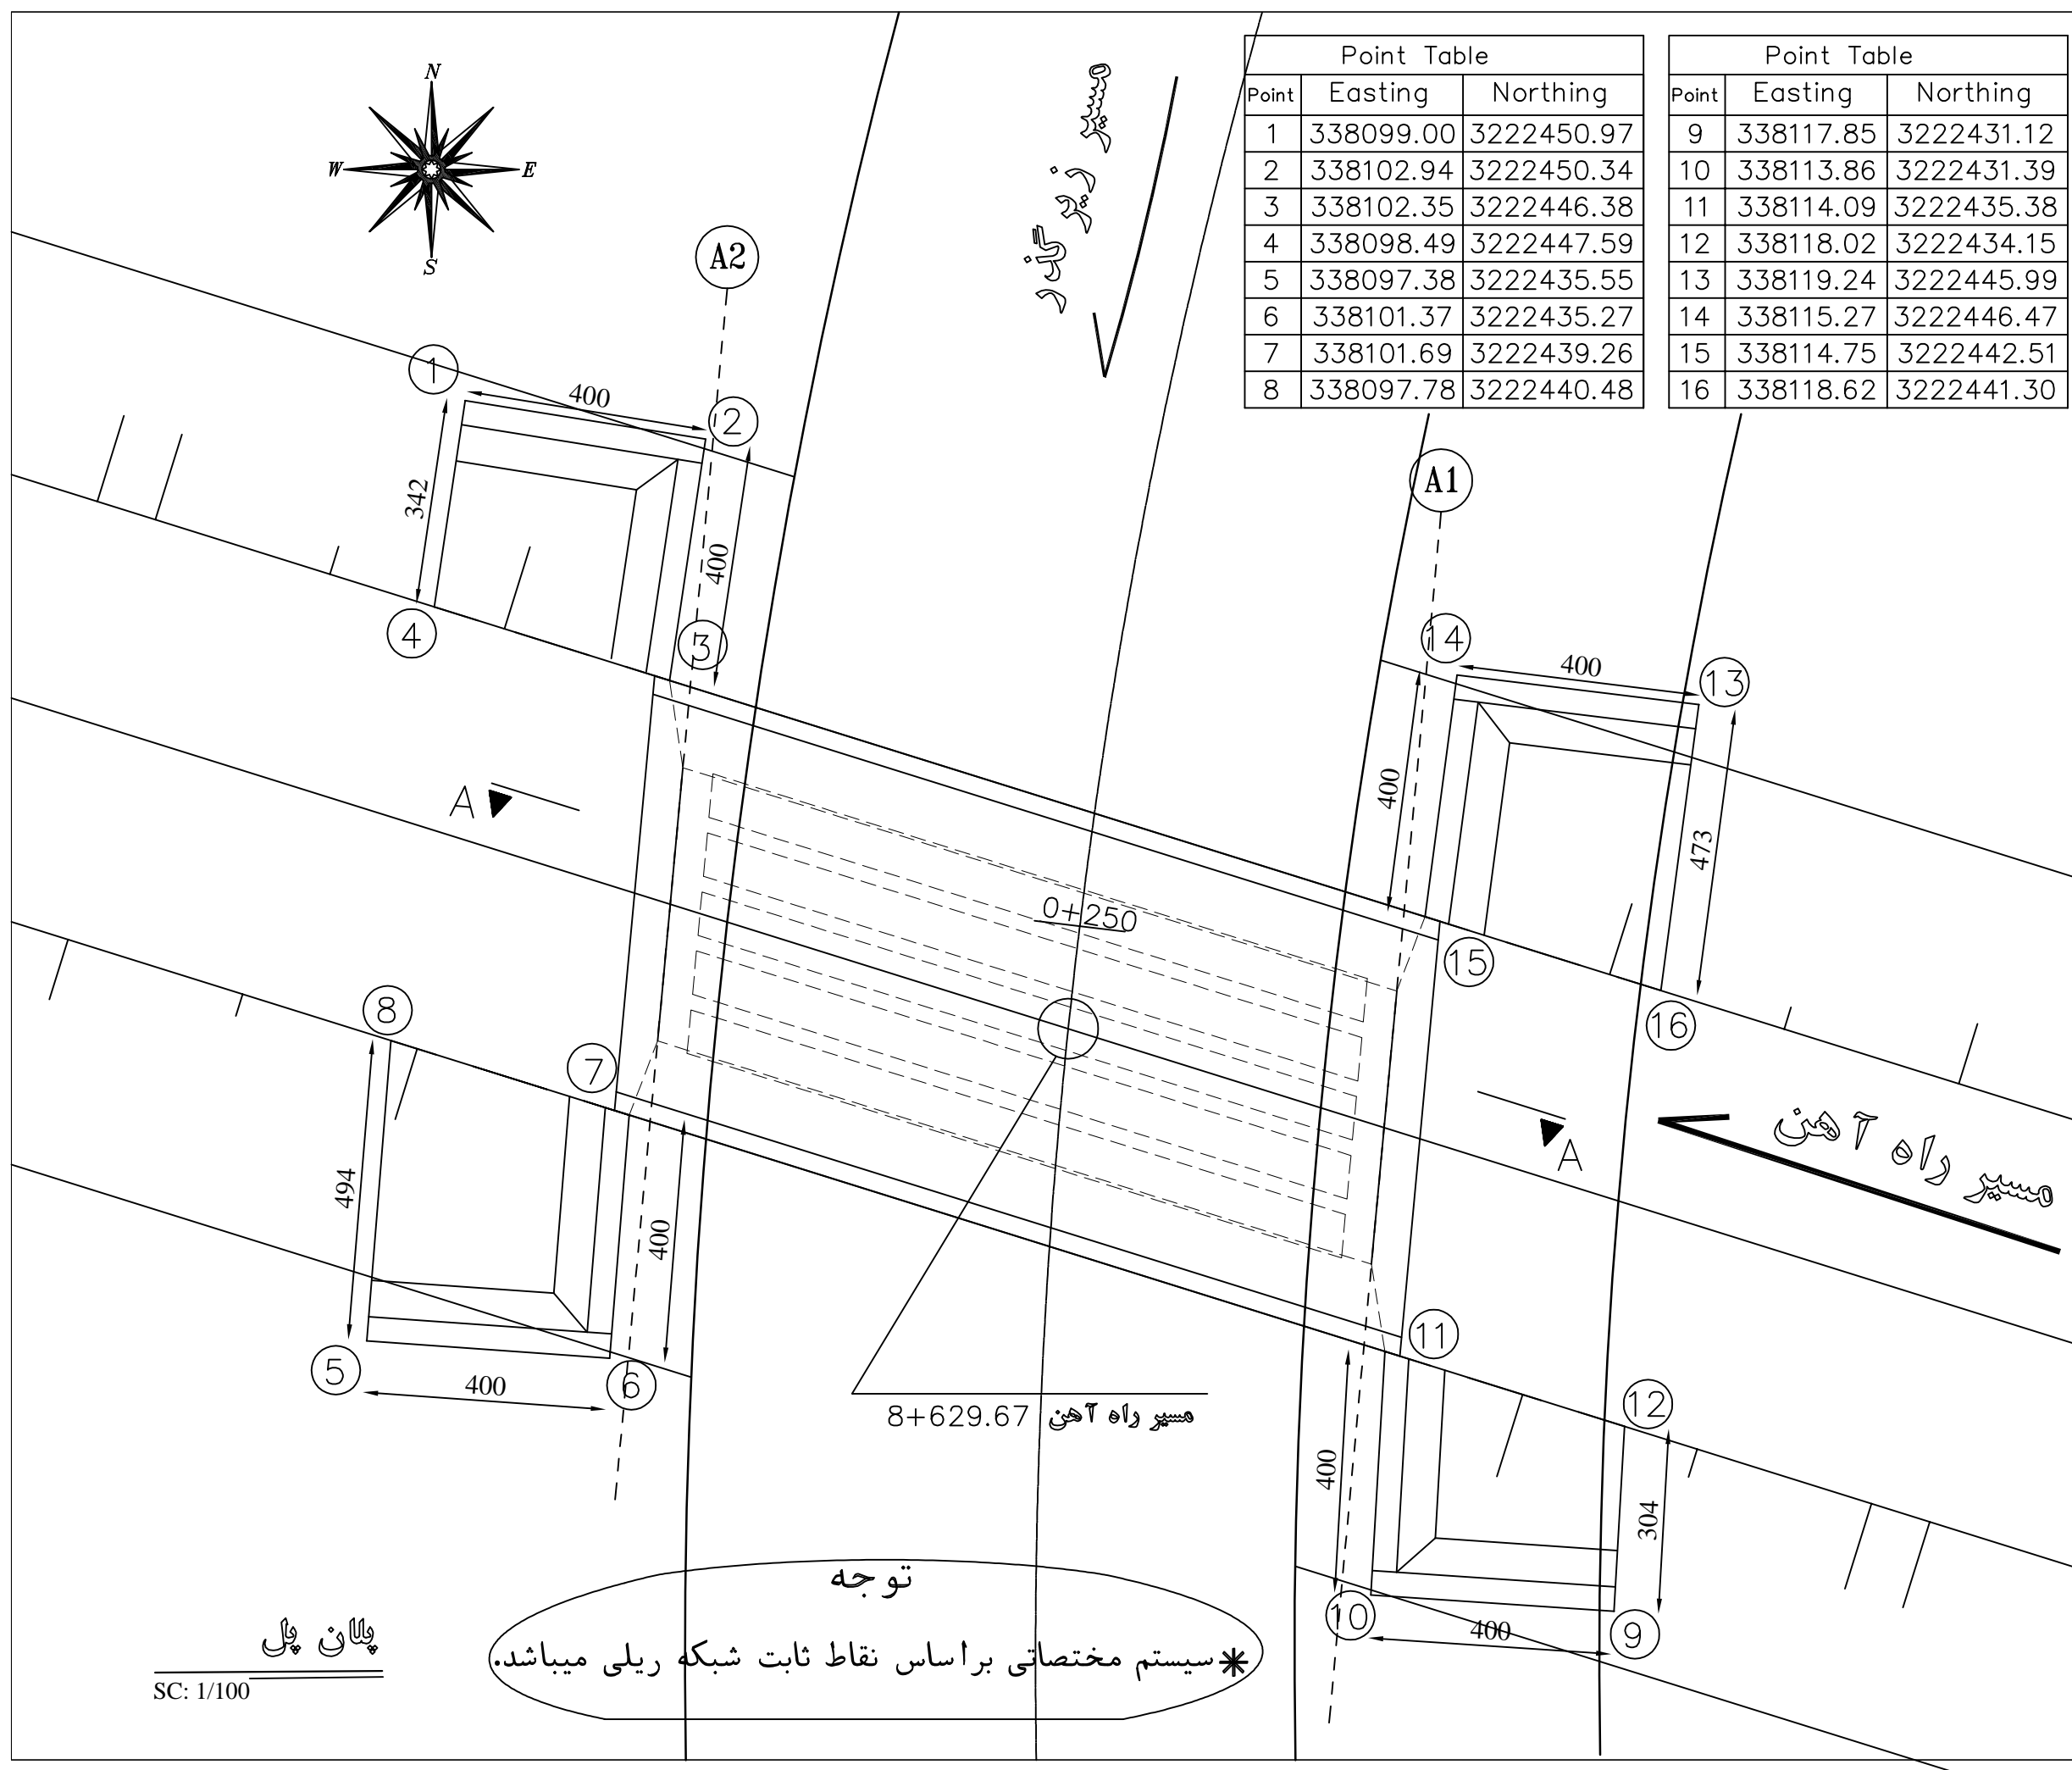 Point Table
Point Easting Northing
1 338099.00 3222450.97
2 338102.94 3222450.34
3 338102.35 3222446.38
4 338098.49 3222447.59
5 338097.38 3222435.55
6 338101.37 3222435.27
7 338101.69 3222439.26
8 338097.78 3222440.48
Point Table
Point Easting Northing
9 338117.85 3222431.12
10 338113.86 3222431.39
11 338114.09 3222435.38
12 338118.02 3222434.15
13 338119.24 3222445.99
14 338115.27 3222446.47
15 338114.75 3222442.51
16 338118.62 3222441.30
N
W
E
S
مسیر زیر گذر
A2
A1
1
400
2
342
400
4
3
14
400
13
400
473
A
0+250
15
16
8
7
A
مسیر راه آهن
494
400
5
400
6
11
12
مسیر راه آهن 8+629.67
400
304
10
400
9
توجه
*سیستم مختصاتی براساس نقاط ثابت شبکه ریلی میباشد.
پلان پل
SC: 1/100